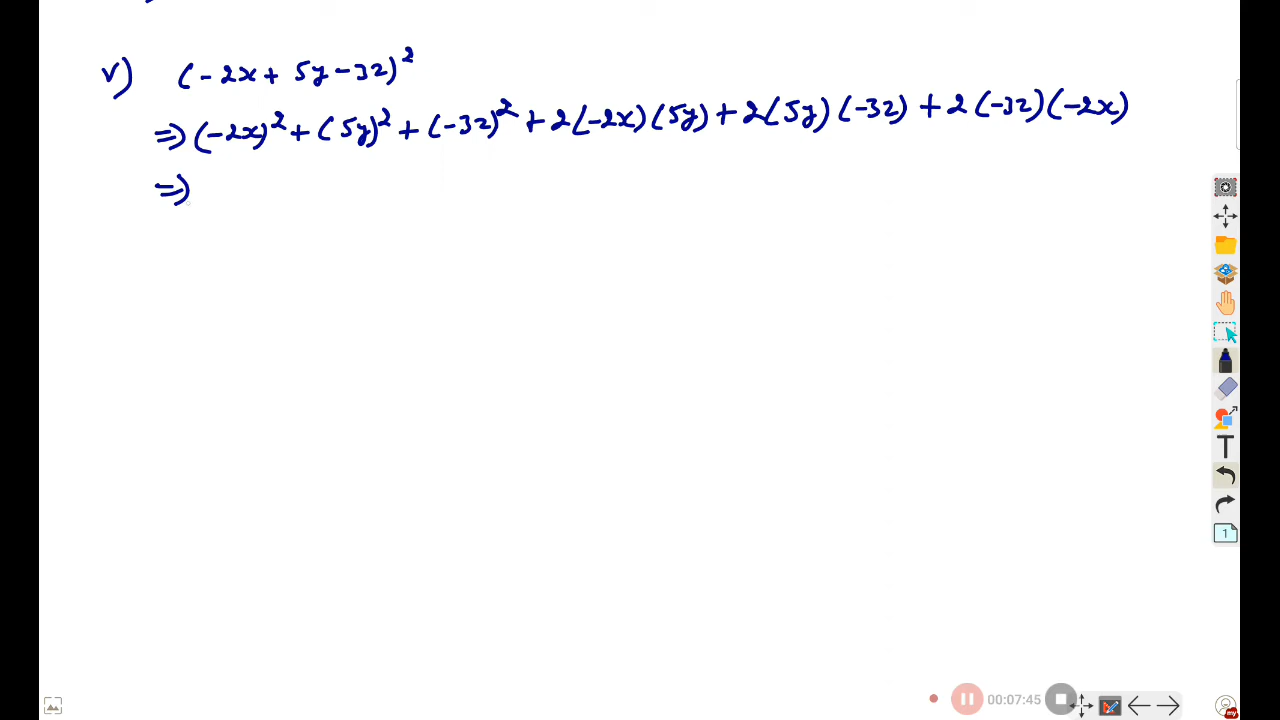 v) (-2x + 5y - 3z)²
⇒ (-2x)² + (5y)² + (-3z)² + 2(-2x)(5y) + 2(5y)(-3z) + 2(-3z)(-2x)
⇒
T
1
00:07:45